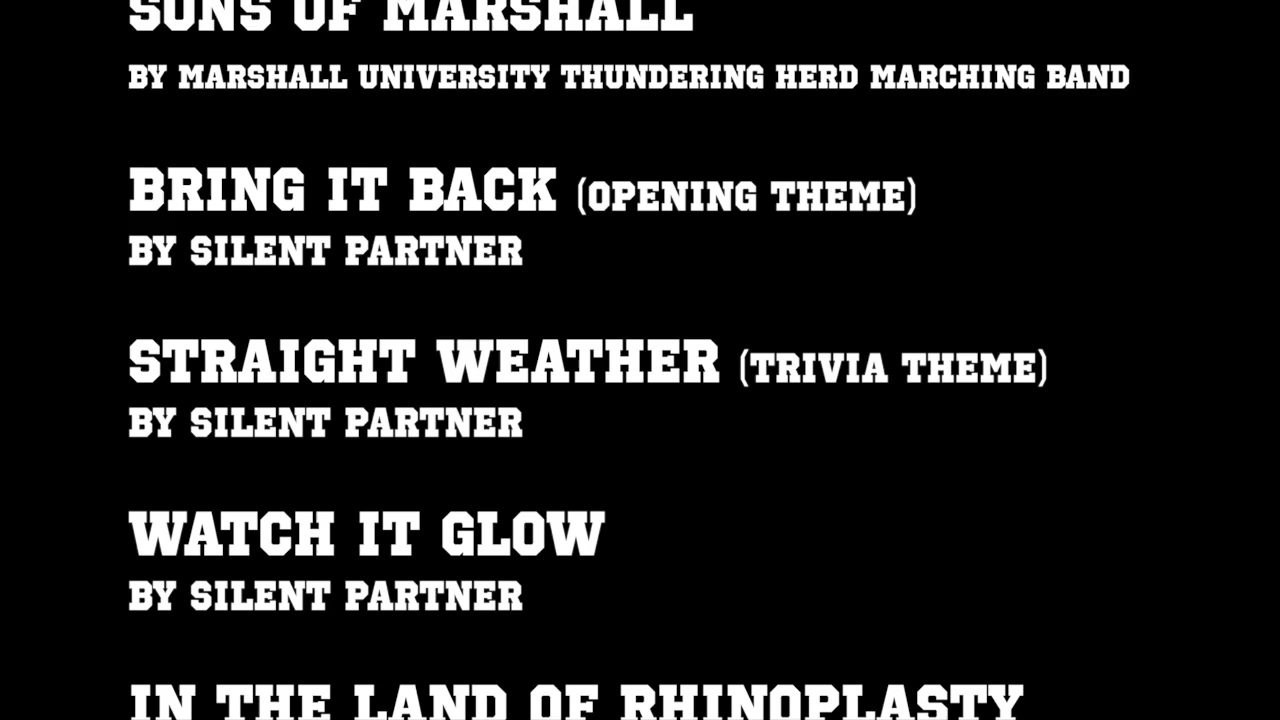 SONS OF MARSHALL
BY MARSHALL UNIVERSITY THUNDERING HERD MARCHING BAND
BRING IT BACK (OPENING THEME)
BY SILENT PARTNER
STRAIGHT WEATHER (TRIVIA THEME)
BY SILENT PARTNER
WATCH IT GLOW
BY SILENT PARTNER
IN THE LAND OF RHINOPLASTY